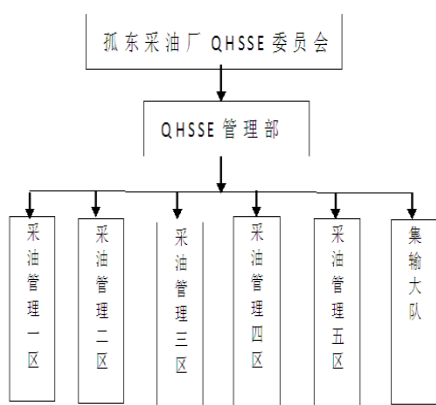 孤东采油厂 QHSSE 委员会
QHSSE 管理部
采油管理一区
采油管理二区
采油管理三区
采油管理四区
采油管理五区
集输大队